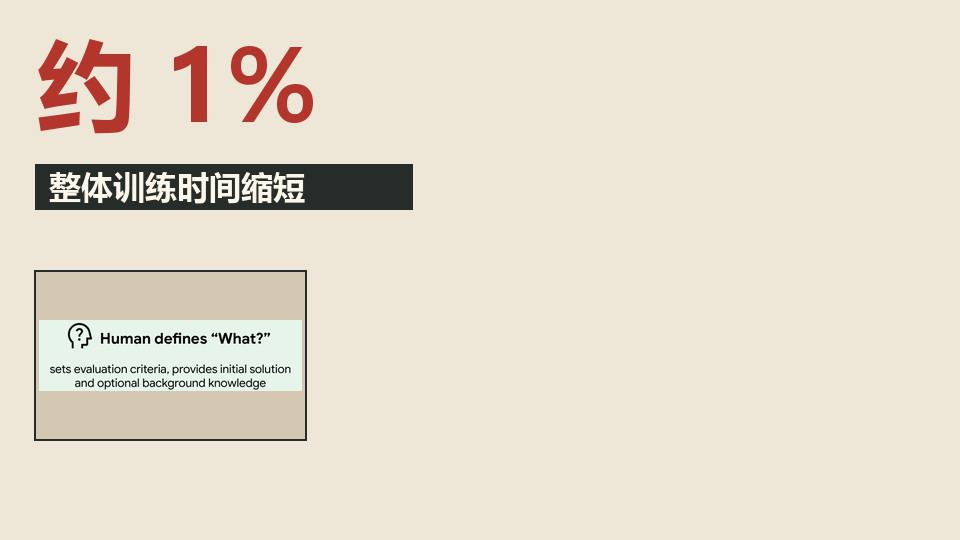 约 1%
整体训练时间缩短
Human defines “What?”
sets evaluation criteria, provides initial solution
and optional background knowledge